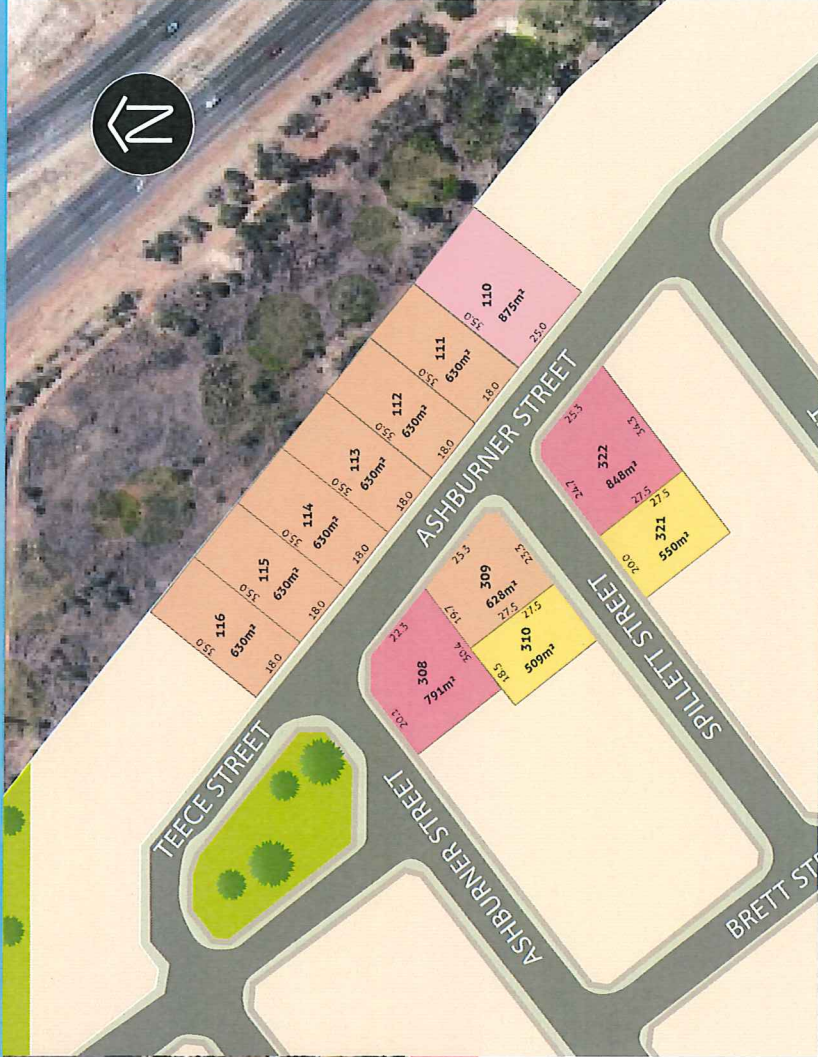 N
110
875m²
35.0
25.0
111
630m²
35.0
18.0
112
630m²
35.0
18.0
113
630m²
35.0
18.0
114
630m²
35.0
18.0
115
630m²
35.0
18.0
116
630m²
35.0
18.0
ASHBURNER STREET
TEECE STREET
322
848m²
25.3
34.3
24.7
27.5
321
550m²
27.5
20.0
309
628m²
25.3
23.3
19.7
27.5
310
509m²
27.5
18.5
308
791m²
22.3
30.4
20.2
SPILLETT STREET
ASHBURNER STREET
BRETT STR
T